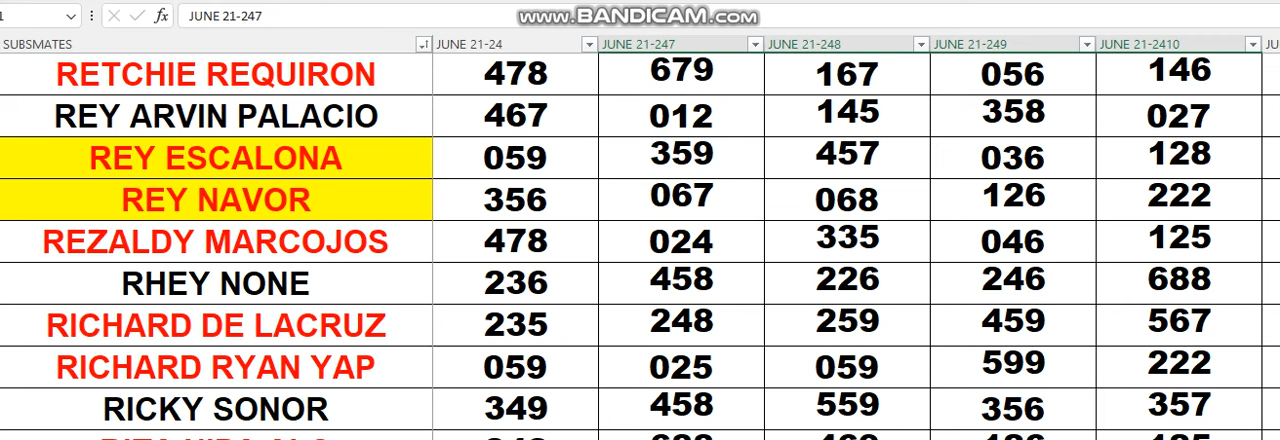 1 JUNE 21-247
www.BANDICAM.com
SUBSMATES JUNE 21-24 JUNE 21-247 JUNE 21-248 JUNE 21-249 JUNE 21-2410 JU
RETCHIE REQUIRON 478 679 167 056 146
REY ARVIN PALACIO 467 012 145 358 027
REY ESCALONA 059 359 457 036 128
REY NAVOR 356 067 068 126 222
REZALDY MARCOJOS 478 024 335 046 125
RHEY NONE 236 458 226 246 688
RICHARD DE LACRUZ 235 248 259 459 567
RICHARD RYAN YAP 059 025 059 599 222
RICKY SONOR 349 458 559 356 357